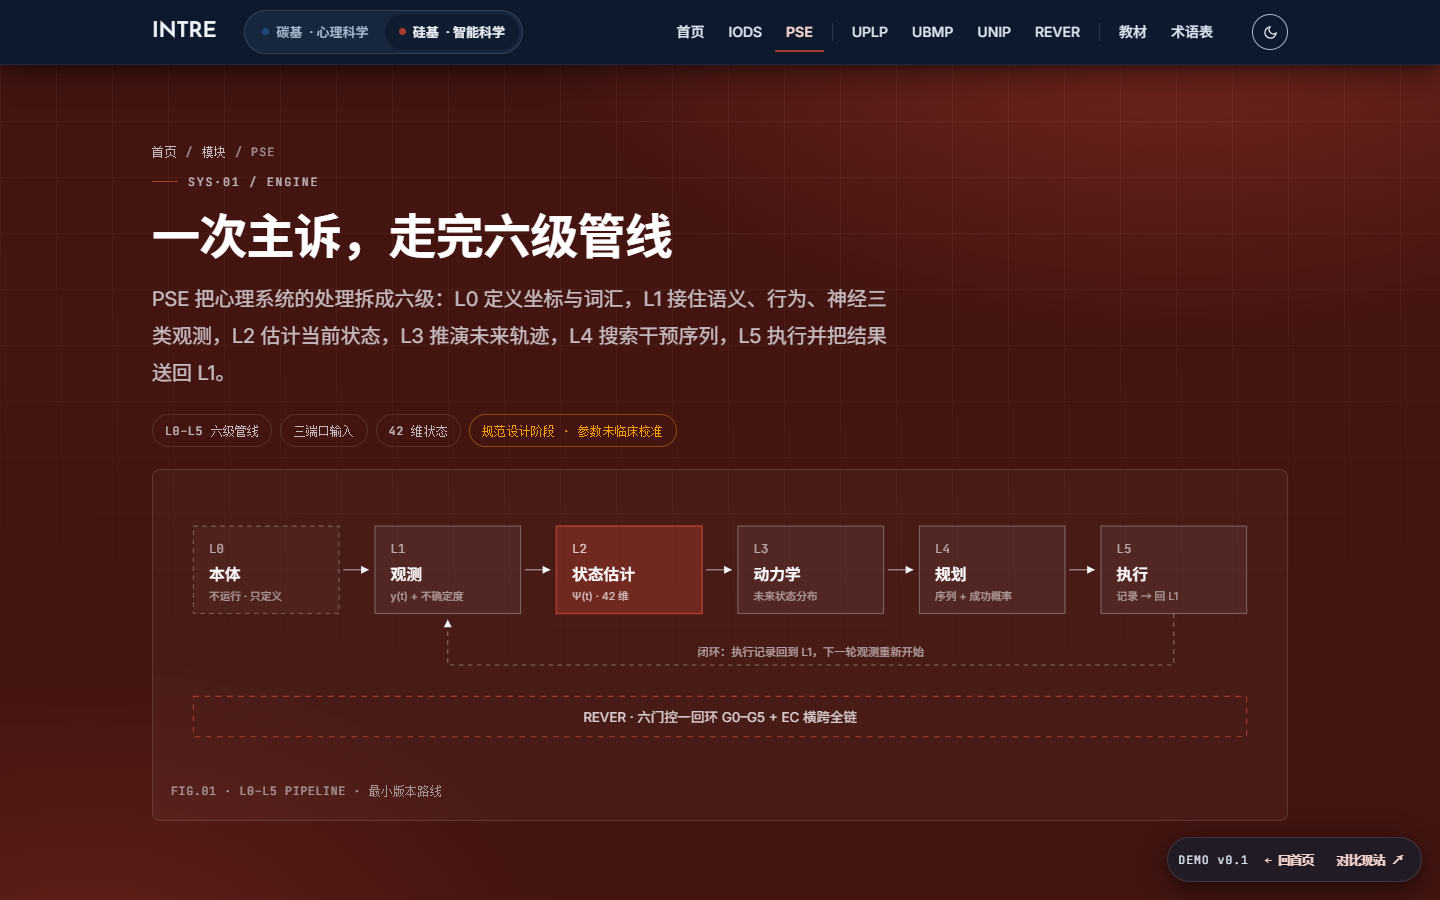 INTRE
碳基 · 心理科学
硅基 · 智能科学
首页 IODS PSE UPLP UBMP UNIP REVER 教材 术语表
首页 / 模块 / PSE
SYS·01 / ENGINE
一次主诉，走完六级管线
PSE 把心理系统的处理拆成六级：L0 定义坐标与词汇，L1 接住语义、行为、神经三
类观测，L2 估计当前状态，L3 推演未来轨迹，L4 搜索干预序列，L5 执行并把结果
送回 L1。
L0–L5 六级管线
三端口输入
42 维状态
规范设计阶段 · 参数未临床校准
L0
本体
不运行 · 只定义
L1
观测
y(t) + 不确定度
L2
状态估计
Ψ(t) · 42 维
L3
动力学
未来状态分布
L4
规划
序列 + 成功概率
L5
执行
记录 → 回 L1
闭环：执行记录回到 L1，下一轮观测重新开始
REVER · 六门控一回环 G0–G5 + EC 横跨全链
FIG.01 · L0–L5 PIPELINE · 最小版本路线
DEMO v0.1 ← 回首页 对比现站 ↗